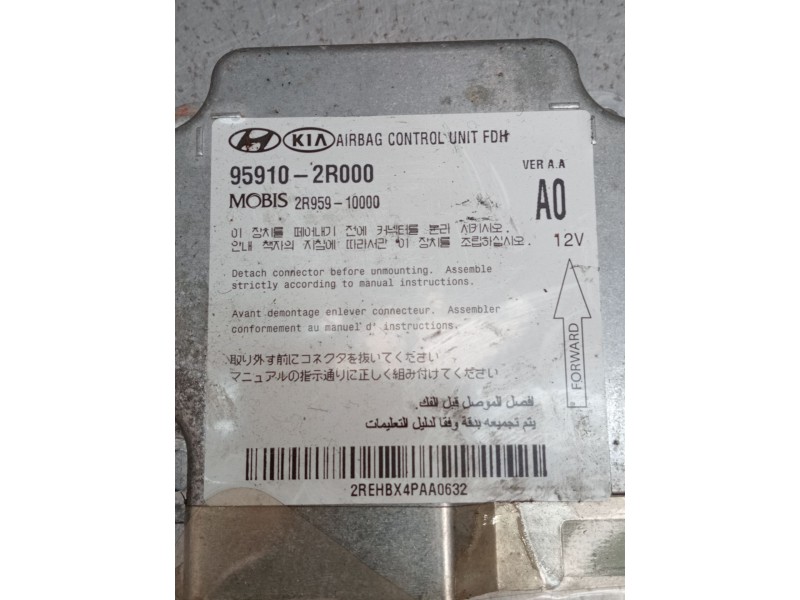 KIA AIRBAG CONTROL UNIT FDH
95910-2R000
VER A.A
MOBIS 2R959-10000
A0
이 장치를 떼어내기 전에 커넥터를 분리 시키시오.
안내 책자의 지침에 따라서만 이 장치를 조립하십시오.
12V
Detach connector before unmounting. Assemble
strictly according to manual instructions.
Avant demontage enlever connecteur. Assembler
conformement au manuel d' instructions.
FORWARD
取り外す前にコネクタを抜いてください
マニュアルの指示通りに正しく組み付けてください
افصل الموصل قبل الفك.
يتم تجميعه بدقة وفقا لدليل التعليمات
2REHBX4PAA0632